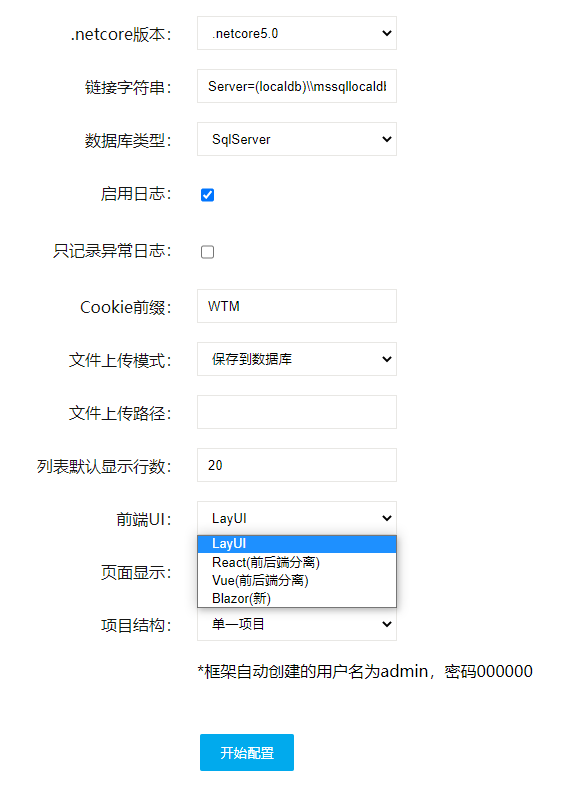 .netcore版本： .netcore5.0
链接字符串： Server=(localdb)\\mssqllocaldb
数据库类型： SqlServer
启用日志：
只记录异常日志：
Cookie前缀： WTM
文件上传模式： 保存到数据库
文件上传路径：
列表默认显示行数： 20
前端UI： LayUI
LayUI
React(前后端分离)
页面显示：
Vue(前后端分离)
Blazor(新)
项目结构： 单一项目
*框架自动创建的用户名为admin，密码000000
开始配置